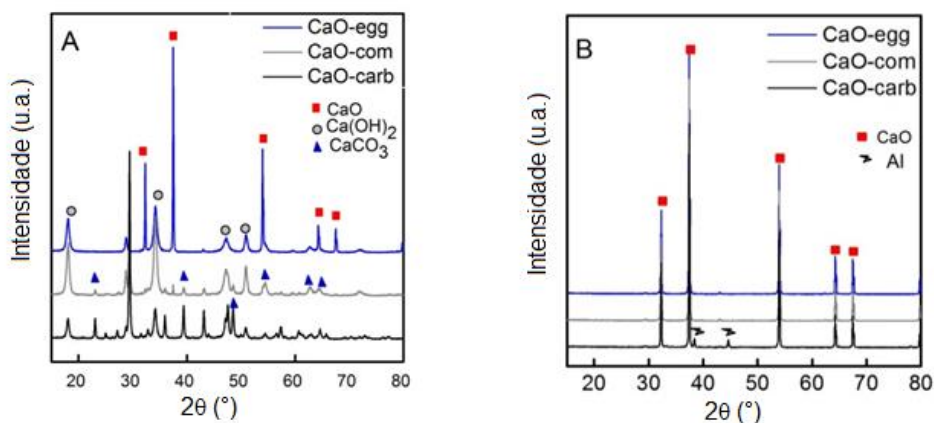 A
CaO-egg
CaO-com
CaO-carb
CaO
Ca(OH)2
CaCO3
Intensidade (u.a.)
20 30 40 50 60 70 80
2θ (°)
B
CaO-egg
CaO-com
CaO-carb
CaO
Al
Intensidade (u.a.)
20 30 40 50 60 70 80
2θ (°)